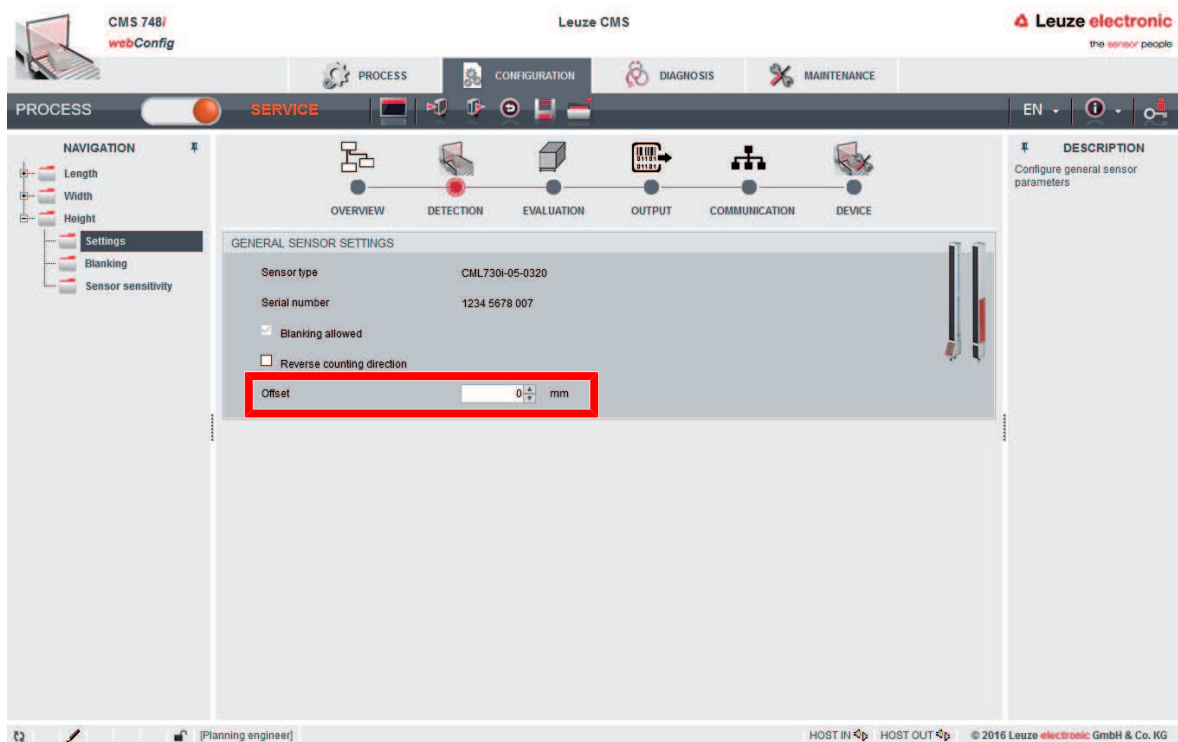 CMS 748i
webConfig
Leuze CMS
Leuze electronic
the sensor people
PROCESS
CONFIGURATION
DIAGNOSIS
MAINTENANCE
PROCESS
SERVICE
EN
NAVIGATION
Length
Width
Height
Settings
Blanking
Sensor sensitivity
OVERVIEW
DETECTION
EVALUATION
OUTPUT
COMMUNICATION
DEVICE
GENERAL SENSOR SETTINGS
Sensor type CML730i-05-0320
Serial number 1234 5678 007
Blanking allowed
Reverse counting direction
Offset 0 mm
DESCRIPTION
Configure general sensor
parameters
[Planning engineer]
HOST IN HOST OUT © 2016 Leuze electronic GmbH & Co. KG